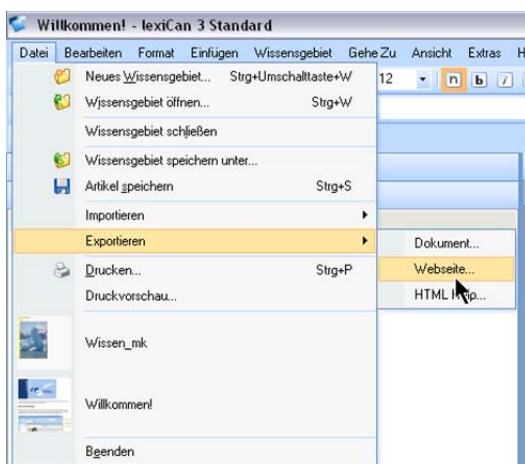 Willkommen! - lexiCan 3 Standard
Datei Bearbeiten Format Einfügen Wissensgebiet Gehe Zu Ansicht Extras H
12 n b i
Neues Wissensgebiet... Strg+Umschalttaste+W
Wissensgebiet öffnen... Strg+W
Wissensgebiet schließen
Wissensgebiet speichern unter...
Artikel speichern Strg+S
Importieren
Exportieren
Dokument...
Webseite...
HTML
Drucken... Strg+P
Druckvorschau...
Wissen_mk
Willkommen!
Beenden